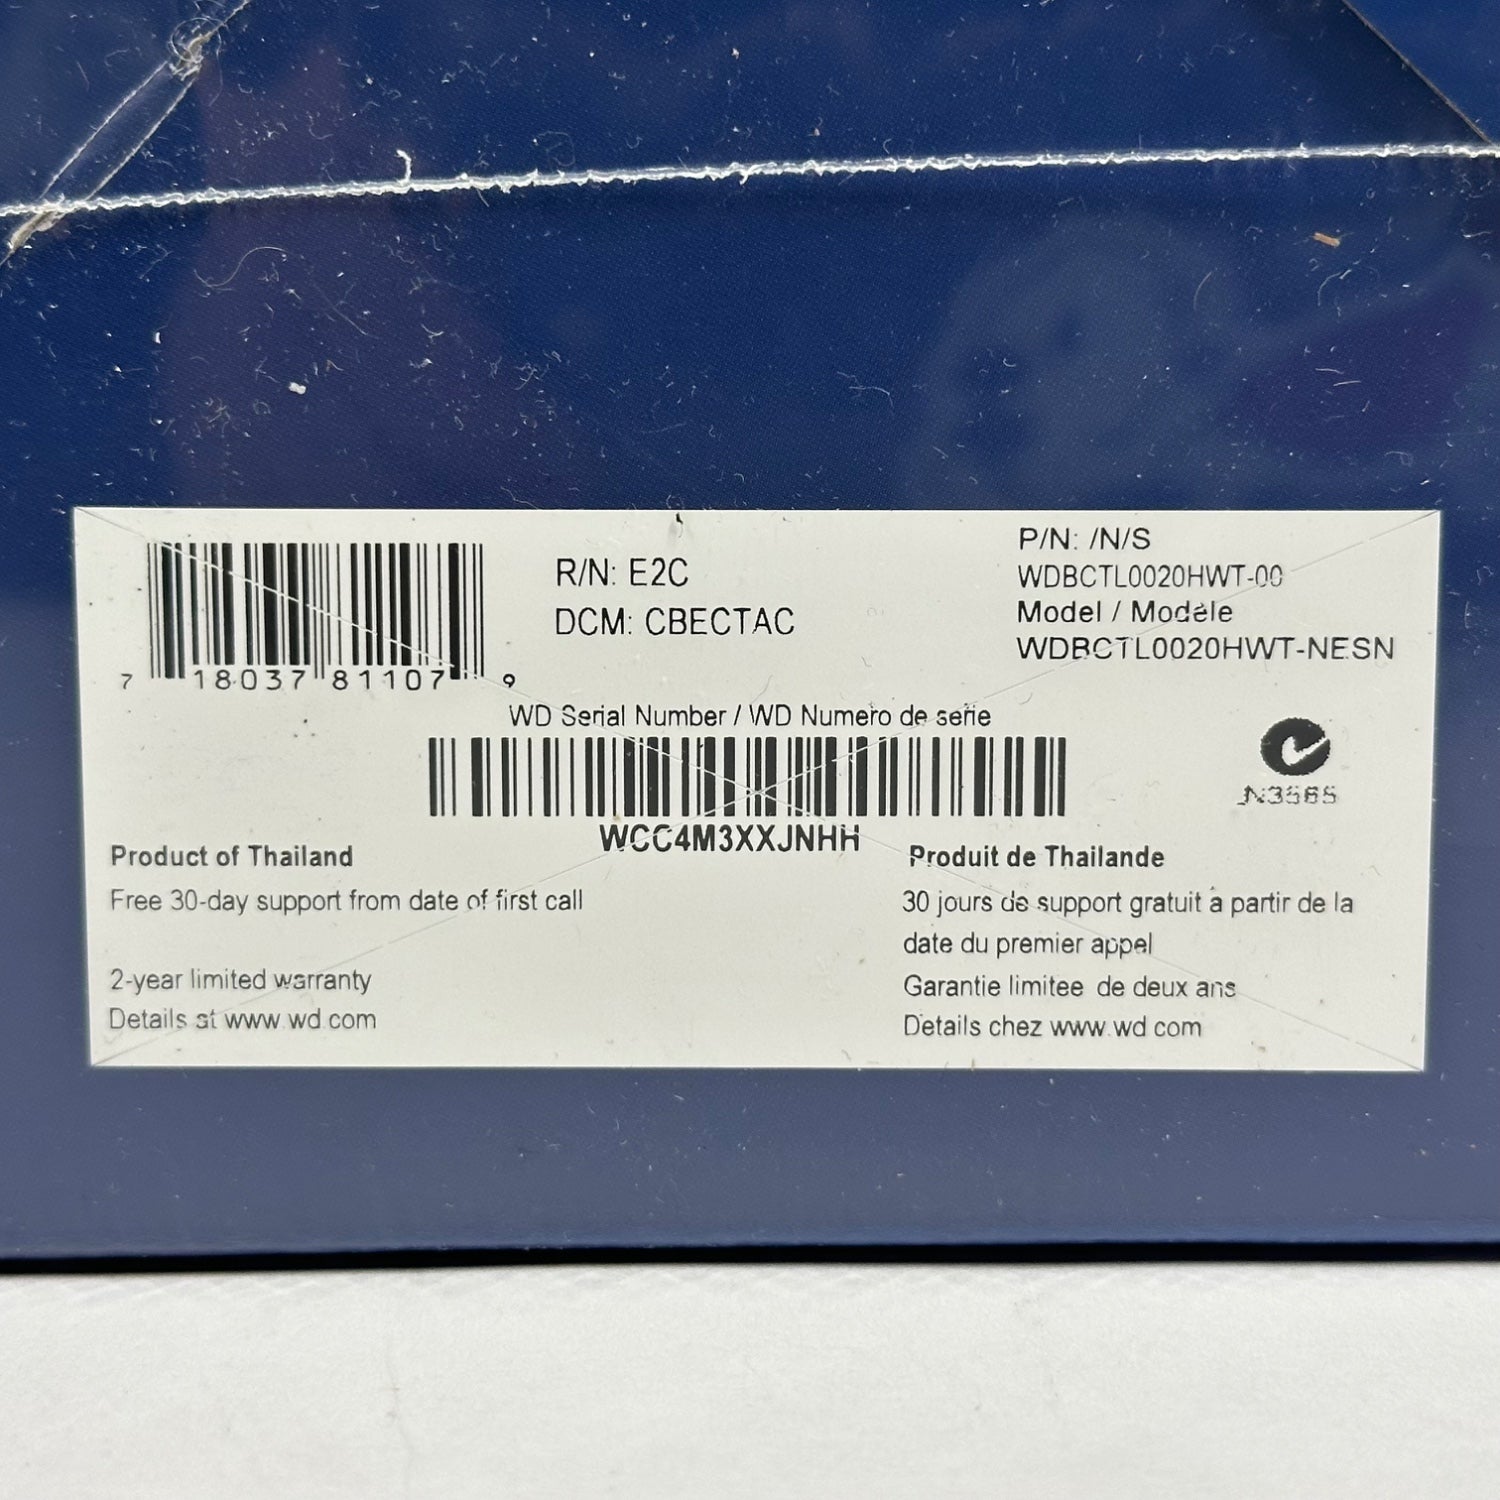 7 18037 81107 9
R/N: E2C
DCM: CBECTAC
P/N: /N/S
WDBCTL0020HWT-00
Model / Modèle
WDBCTL0020HWT-NESN
WD Serial Number / WD Numero de serie
WCC4M3XXJNHH
N3565
Product of Thailand
Free 30-day support from date of first call
2-year limited warranty
Details at www.wd.com
Produit de Thailande
30 jours de support gratuit à partir de la
date du premier appel
Garantie limitee de deux ans
Details chez www.wd.com